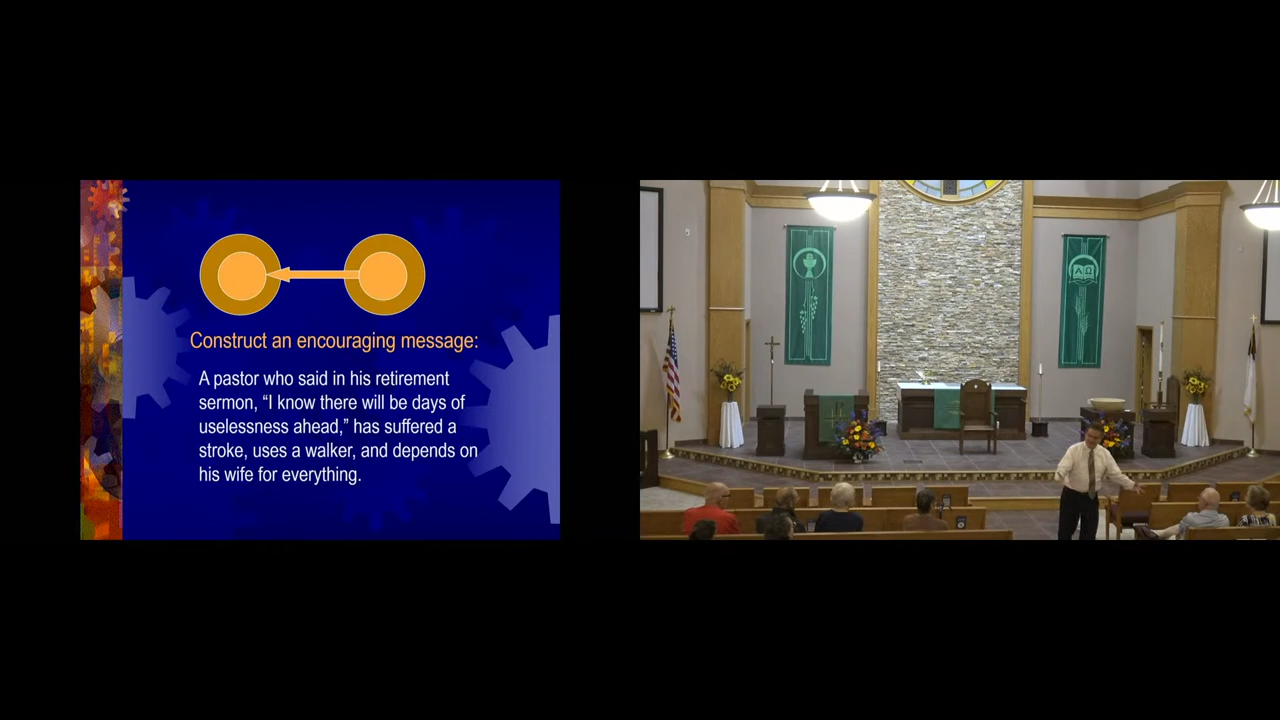 Construct an encouraging message:
A pastor who said in his retirement
sermon, “I know there will be days of
uselessness ahead,” has suffered a
stroke, uses a walker, and depends on
his wife for everything.